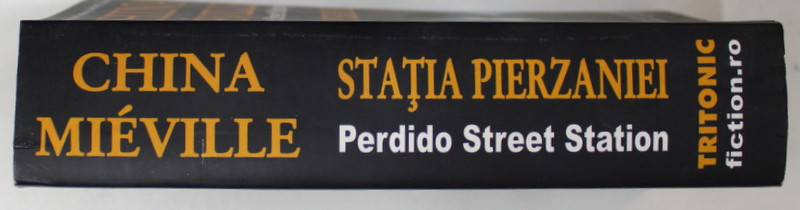 CHINA
MIÉVILLE
STAŢIA PIERZANIEI
Perdido Street Station
TRITONIC
fiction.ro